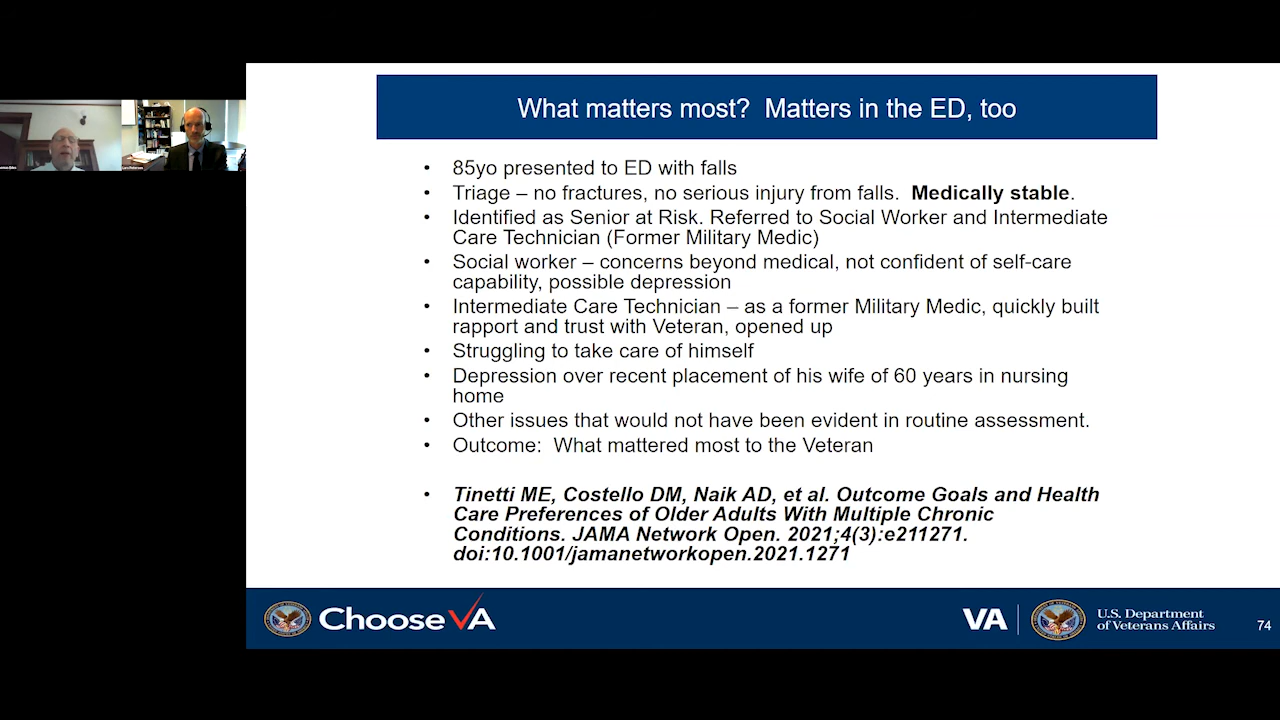 What matters most?  Matters in the ED, too
• 85yo presented to ED with falls
• Triage – no fractures, no serious injury from falls.  Medically stable.
• Identified as Senior at Risk. Referred to Social Worker and Intermediate
Care Technician (Former Military Medic)
• Social worker – concerns beyond medical, not confident of self-care
capability, possible depression
• Intermediate Care Technician – as a former Military Medic, quickly built
rapport and trust with Veteran, opened up
• Struggling to take care of himself
• Depression over recent placement of his wife of 60 years in nursing
home
• Other issues that would not have been evident in routine assessment.
• Outcome:  What mattered most to the Veteran
• Tinetti ME, Costello DM, Naik AD, et al. Outcome Goals and Health
Care Preferences of Older Adults With Multiple Chronic
Conditions. JAMA Network Open. 2021;4(3):e211271.
doi:10.1001/jamanetworkopen.2021.1271
Choose VA
VA
U.S. Department
of Veterans Affairs
74